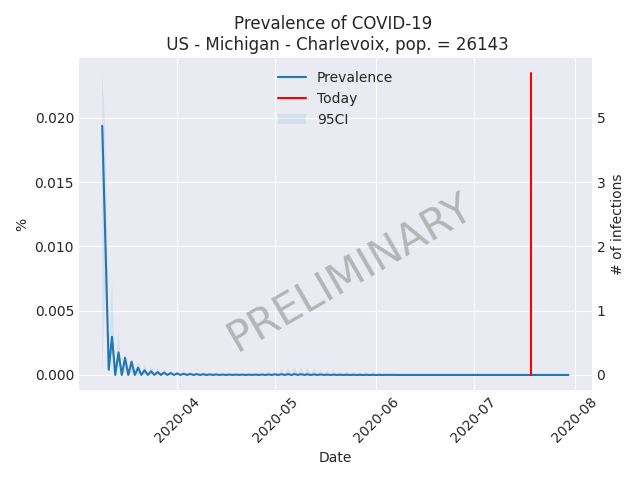 Prevalence of COVID-19
US - Michigan - Charlevoix, pop. = 26143
Prevalence
Today
95CI
0.020
0.015
0.010
0.005
0.000
%
5
3
2
1
0
# of infections
PRELIMINARY
2020-04
2020-05
2020-06
2020-07
2020-08
Date